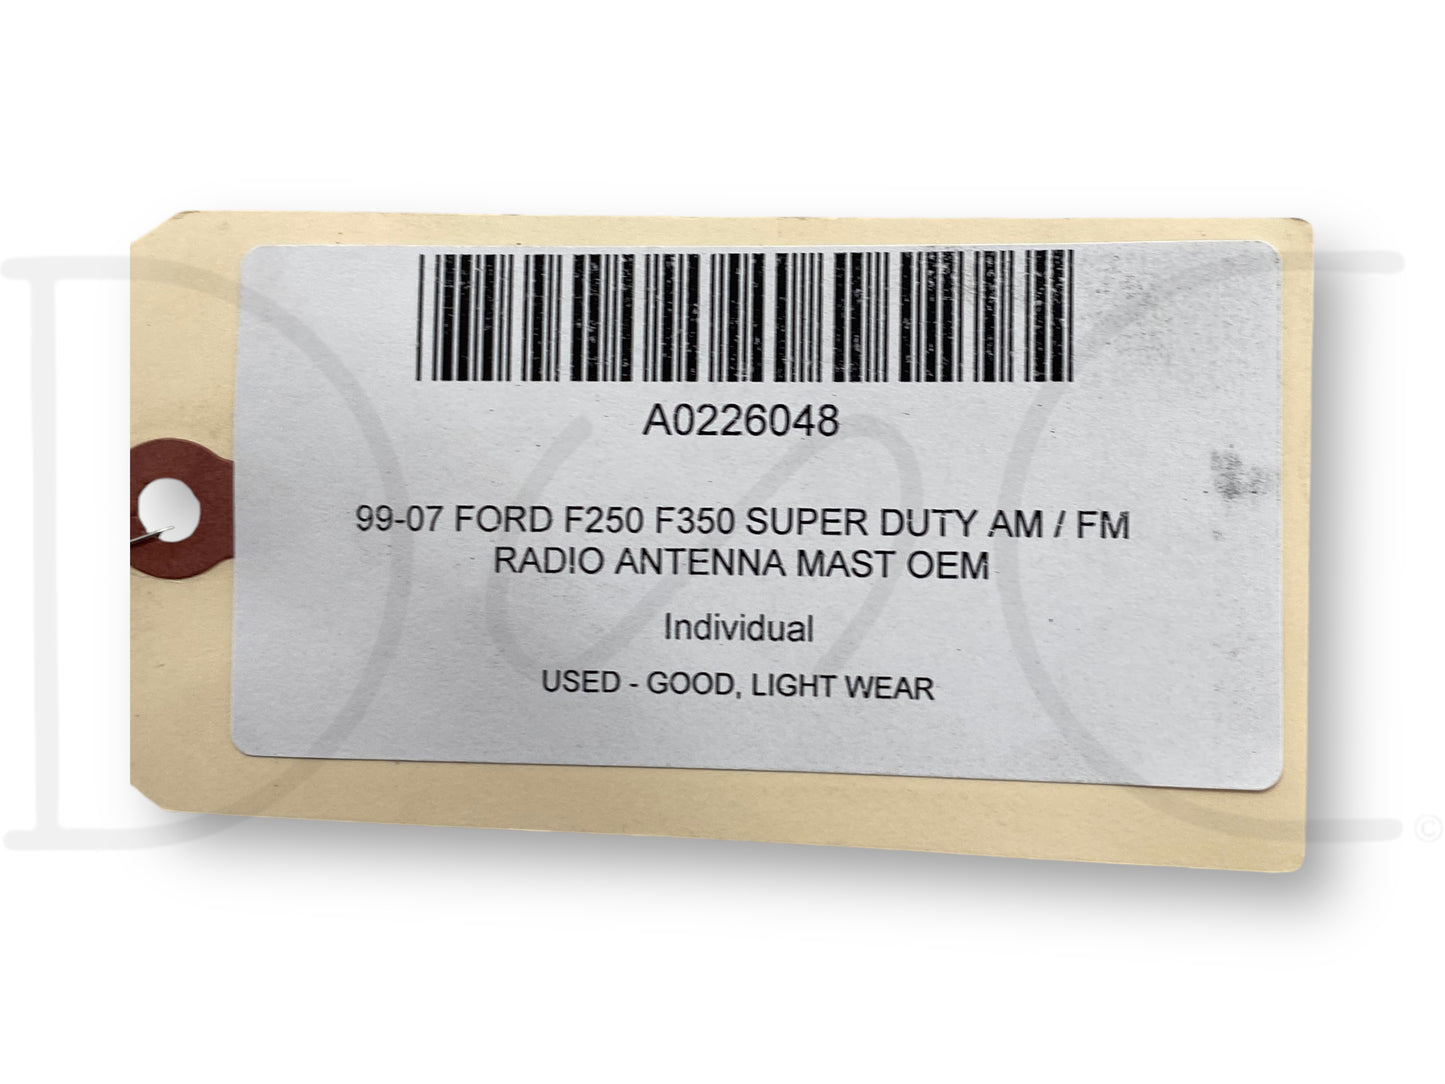 A0226048
99-07 FORD F250 F350 SUPER DUTY AM / FM
RADIO ANTENNA MAST OEM
Individual
USED - GOOD, LIGHT WEAR
DSC
©